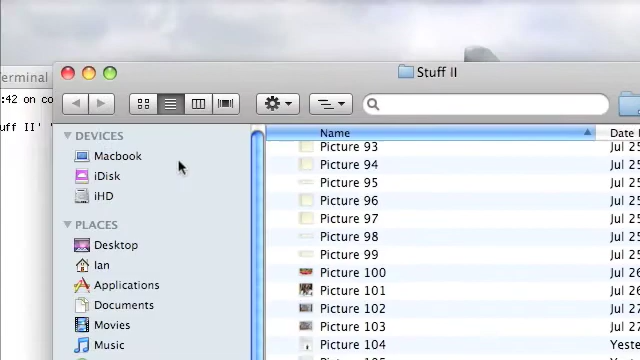 Terminal
Stuff II
:42 on co
uff II' '
DEVICES
Macbook
iDisk
iHD
PLACES
Desktop
Ian
Applications
Documents
Movies
Music
Name
Date
Picture 93
Jul 25
Picture 94
Jul 25
Picture 95
Jul 25
Picture 96
Jul 25
Picture 97
Jul 25
Picture 98
Jul 25
Picture 99
Jul 25
Picture 100
Jul 26
Picture 101
Jul 26
Picture 102
Jul 27
Picture 103
Jul 27
Picture 104
Yeste